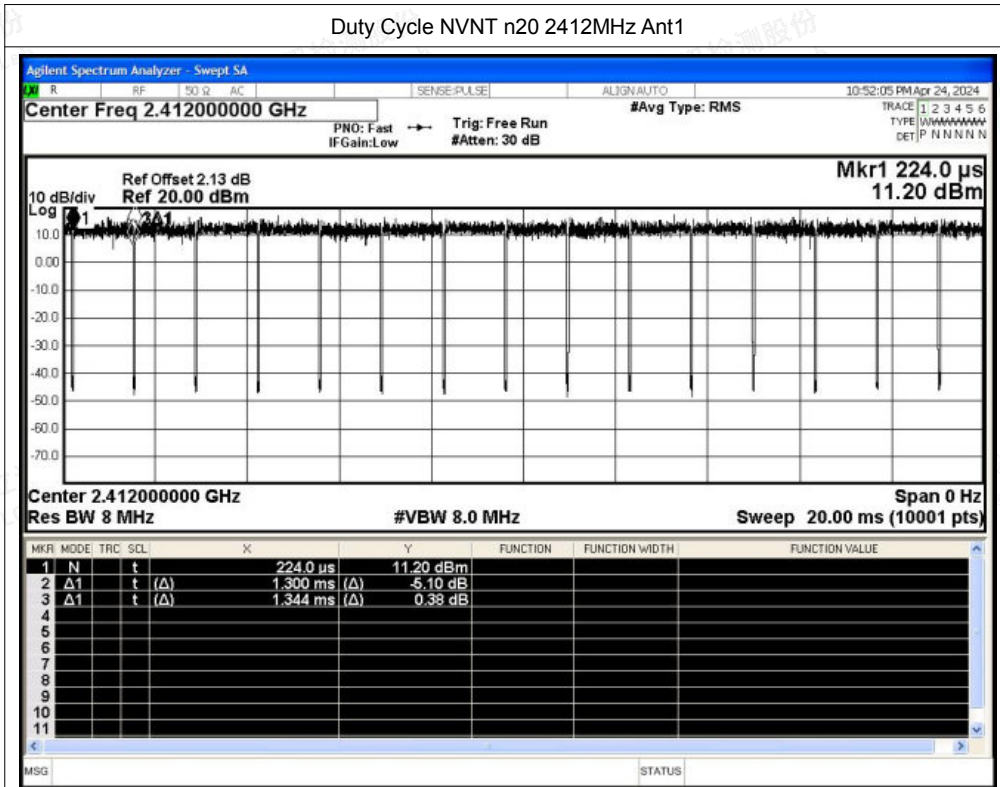 Duty Cycle NVNT n20 2412MHz Ant1
Agilent Spectrum Analyzer - Swept SA
LXI R RF 50 Ω AC SENSE:PULSE ALIGN AUTO 10:52:05 PM Apr 24, 2024
Center Freq 2.412000000 GHz #Avg Type: RMS TRACE 1 2 3 4 5 6
PNO: Fast Trig: Free Run TYPE WWWWWW
IFGain:Low #Atten: 30 dB DET P N N N N N
Mkr1 224.0 µs
Ref Offset 2.13 dB
10 dB/div Ref 20.00 dBm 11.20 dBm
Log
1 3Δ1
10.0
0.00
-10.0
-20.0
-30.0
-40.0
-50.0
-60.0
-70.0
Center 2.412000000 GHz Span 0 Hz
Res BW 8 MHz #VBW 8.0 MHz Sweep 20.00 ms (10001 pts)
MKR MODE TRC SCL X Y FUNCTION FUNCTION WIDTH FUNCTION VALUE
1 N t 224.0 µs 11.20 dBm
2 Δ1 t (Δ) 1.300 ms (Δ) -5.10 dB
3 Δ1 t (Δ) 1.344 ms (Δ) 0.38 dB
4
5
6
7
8
9
10
11
MSG STATUS